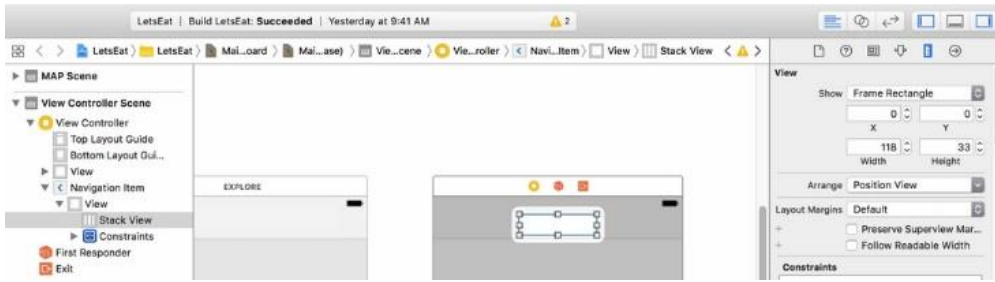 LetsEat | Build LetsEat: Succeeded | Yesterday at 9:41 AM 2
LetsEat LetsEat Mai...oard Mai...ase) Vie...cene Vie...roller Navi...Item View Stack View
MAP Scene
View Controller Scene
View Controller
Top Layout Guide
Bottom Layout Gui...
View
Navigation Item
View
Stack View
Constraints
First Responder
Exit
EXPLORE
View
Show Frame Rectangle
0 0
X Y
118 33
Width Height
Arrange Position View
Layout Margins Default
+ Preserve Superview Mar...
+ Follow Readable Width
Constraints